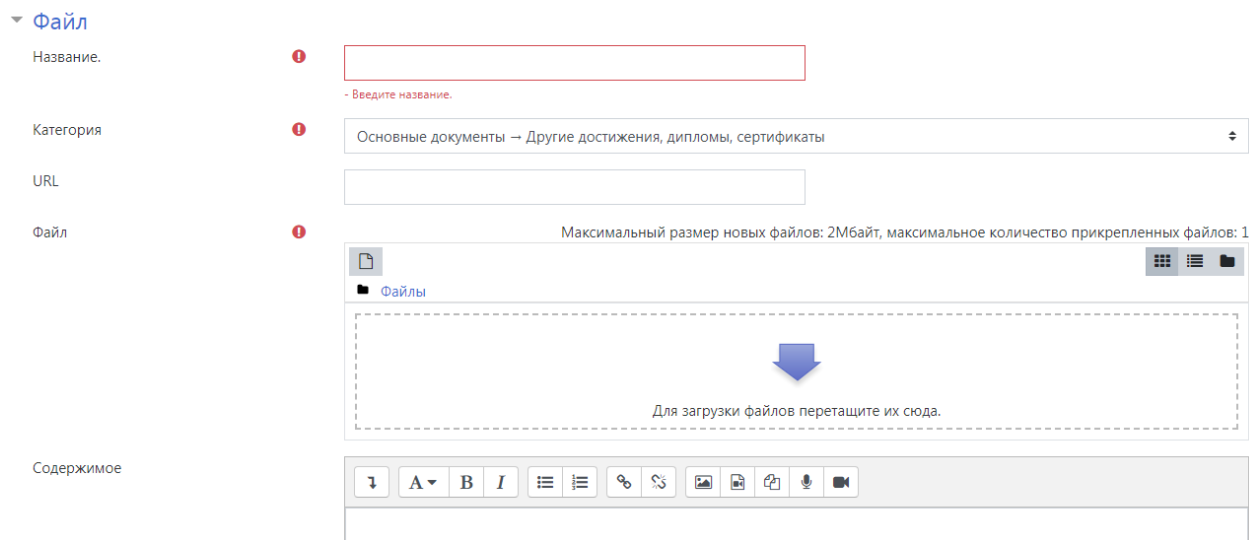 Файл
Название.
- Введите название.
Категория
Основные документы → Другие достижения, дипломы, сертификаты
URL
Файл
Максимальный размер новых файлов: 2Мбайт, максимальное количество прикрепленных файлов: 1
Файлы
Для загрузки файлов перетащите их сюда.
Содержимое
A B I